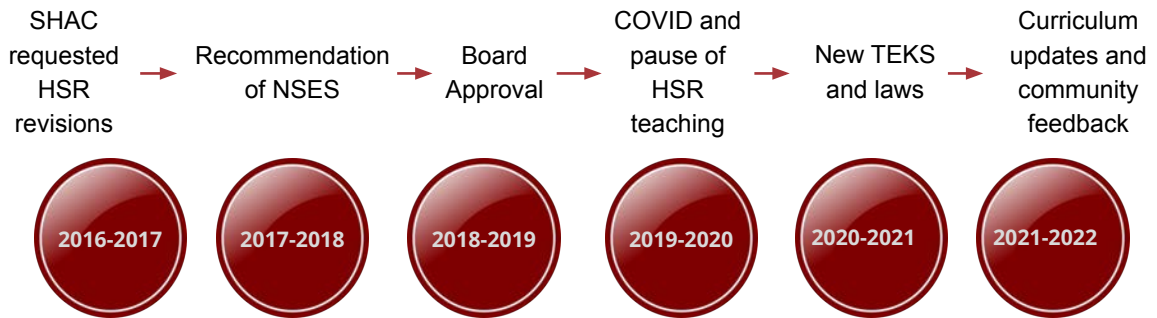 SHAC
requested
HSR
revisions
Recommendation
of NSES
Board
Approval
COVID and
pause of
HSR
teaching
New TEKS
and laws
Curriculum
updates and
community
feedback
2016-2017
2017-2018
2018-2019
2019-2020
2020-2021
2021-2022